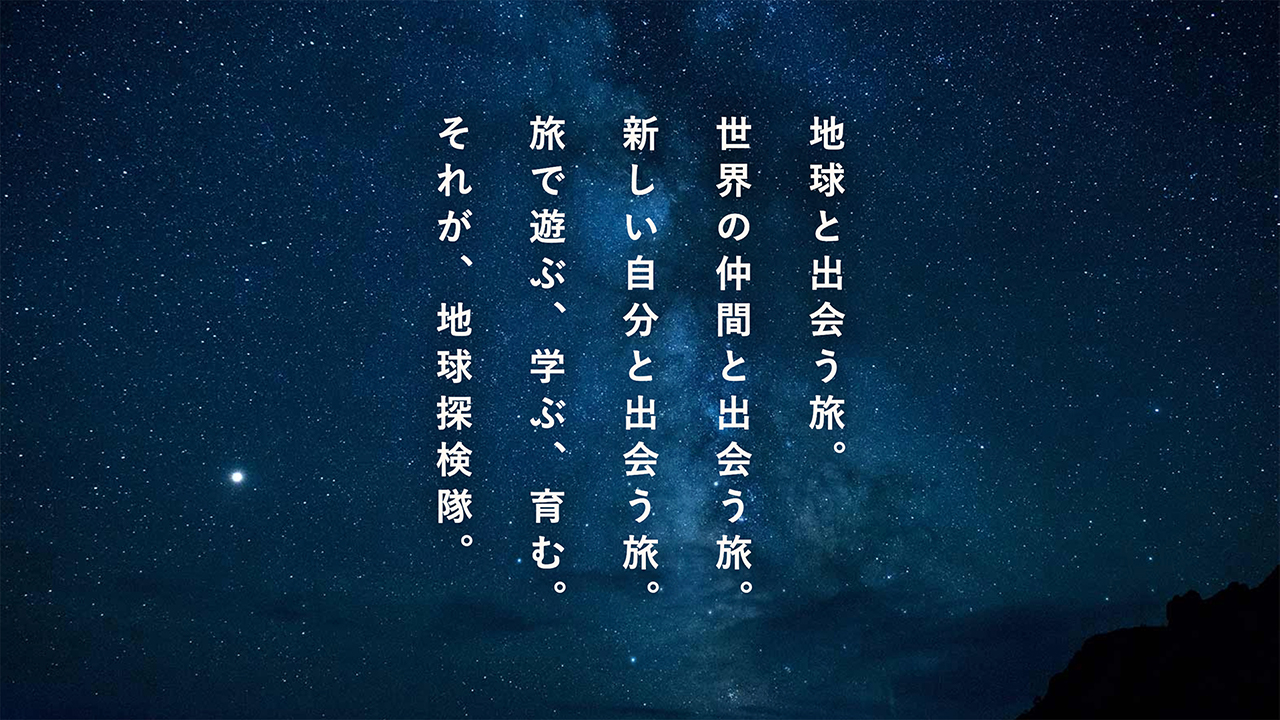 地球と出会う旅。
世界の仲間と出会う旅。
新しい自分と出会う旅。
旅で遊ぶ、学ぶ、育む。
それが、地球探検隊。